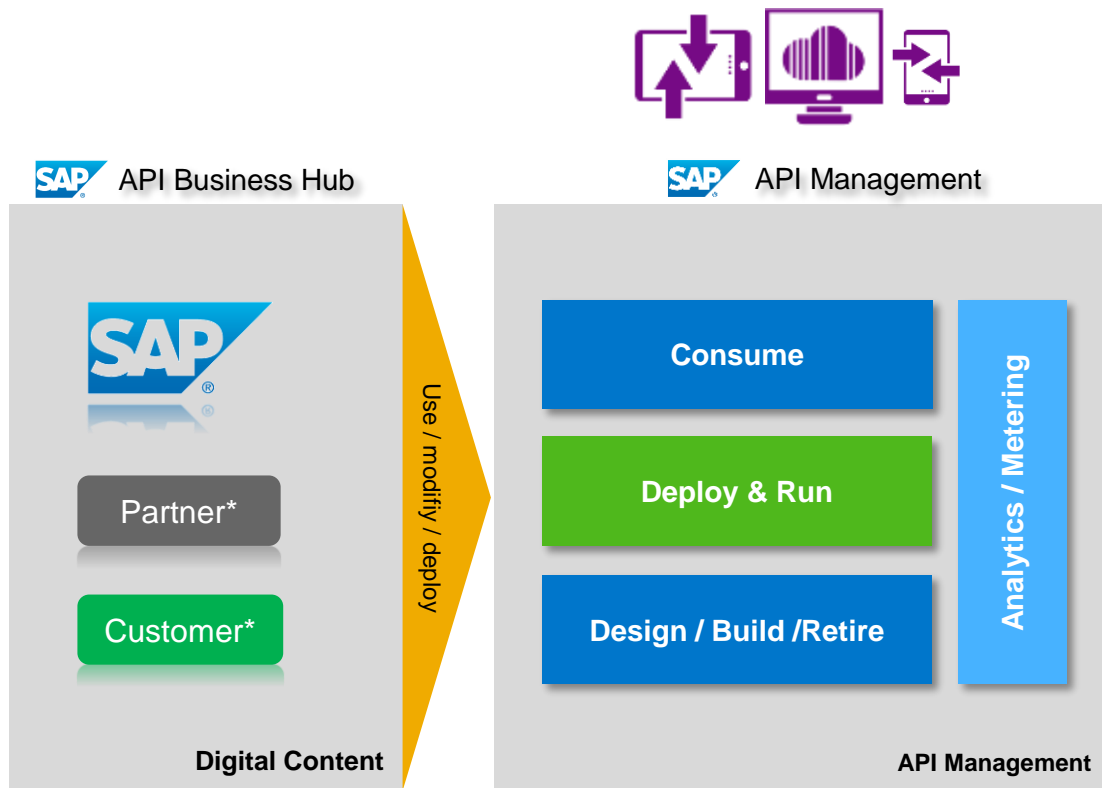 SAP
®
API Business Hub
SAP
®
API Management
SAP
®
Partner*
Customer*
Digital Content
Use / modifiy / deploy
Consume
Deploy & Run
Design / Build /Retire
Analytics / Metering
API Management